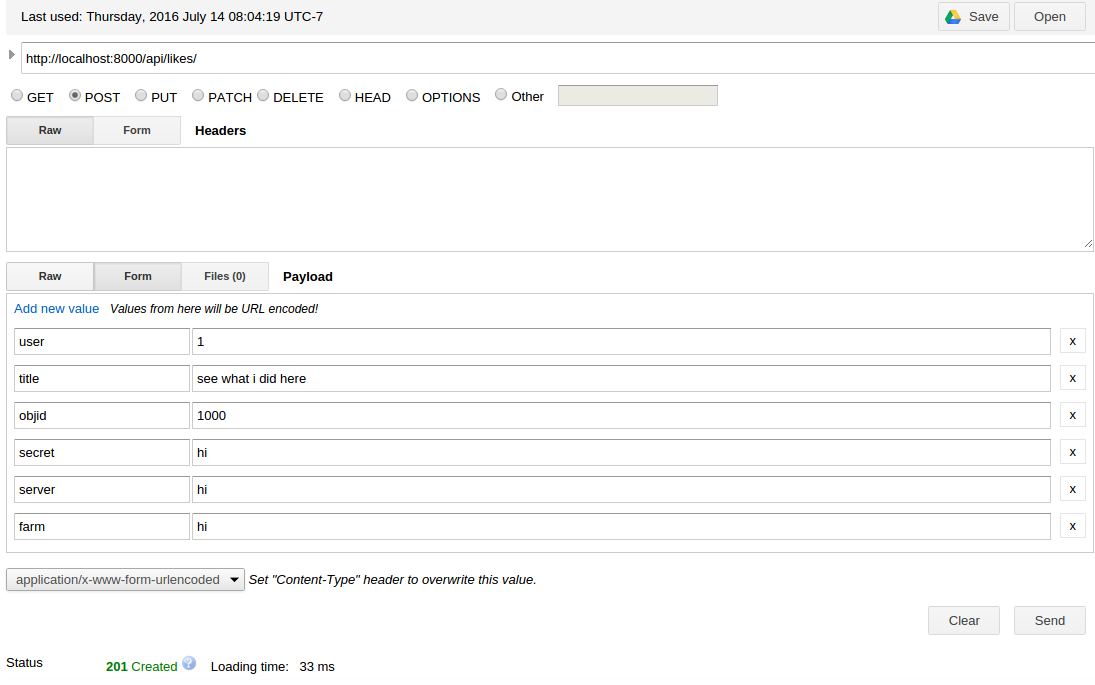 Last used: Thursday, 2016 July 14 08:04:19 UTC-7 Save Open
http://localhost:8000/api/likes/
GET POST PUT PATCH DELETE HEAD OPTIONS Other
Raw Form Headers
Raw Form Files (0) Payload
Add new value Values from here will be URL encoded!
user 1 x
title see what i did here x
objid 1000 x
secret hi x
server hi x
farm hi x
application/x-www-form-urlencoded Set "Content-Type" header to overwrite this value.
Clear Send
Status 201 Created ? Loading time: 33 ms